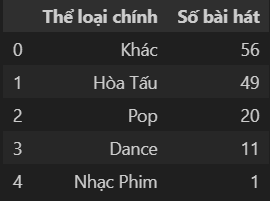 Thể loại chính Số bài hát
0 Khác 56
1 Hòa Tấu 49
2 Pop 20
3 Dance 11
4 Nhạc Phim 1